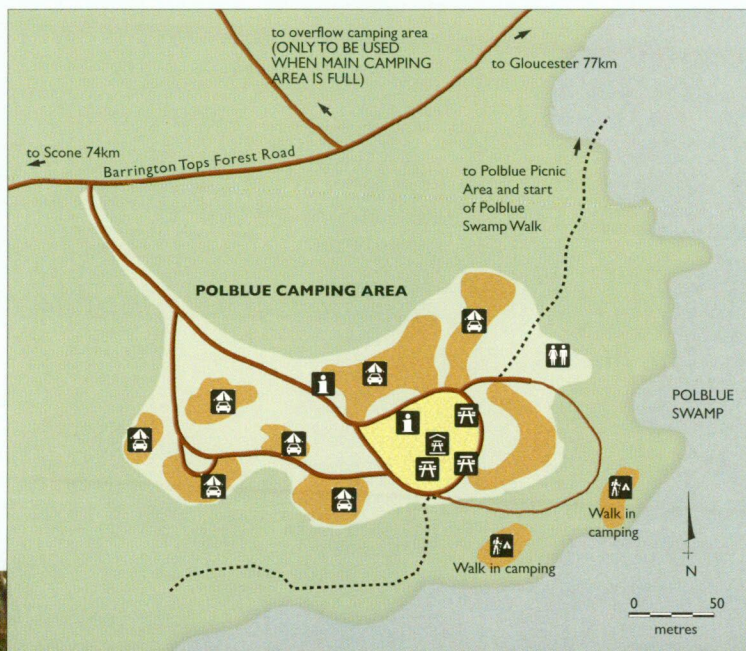 to overflow camping area
(ONLY TO BE USED
WHEN MAIN CAMPING
AREA IS FULL)
to Gloucester 77km
to Scone 74km
Barrington Tops Forest Road
to Polblue Picnic
Area and start
of Polblue
Swamp Walk
POLBLUE CAMPING AREA
i
i
POLBLUE
SWAMP
Walk in
camping
Walk in camping
N
0 50
metres